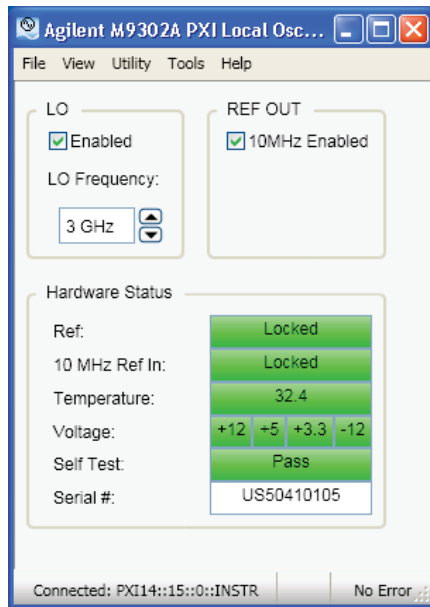 Agilent M9302A PXI Local Osc...
File View Utility Tools Help
LO
Enabled
LO Frequency:
3 GHz
REF OUT
10MHz Enabled
Hardware Status
Ref: Locked
10 MHz Ref In: Locked
Temperature: 32.4
Voltage: +12 +5 +3.3 -12
Self Test: Pass
Serial #: US50410105
Connected: PXI14::15::0::INSTR No Error